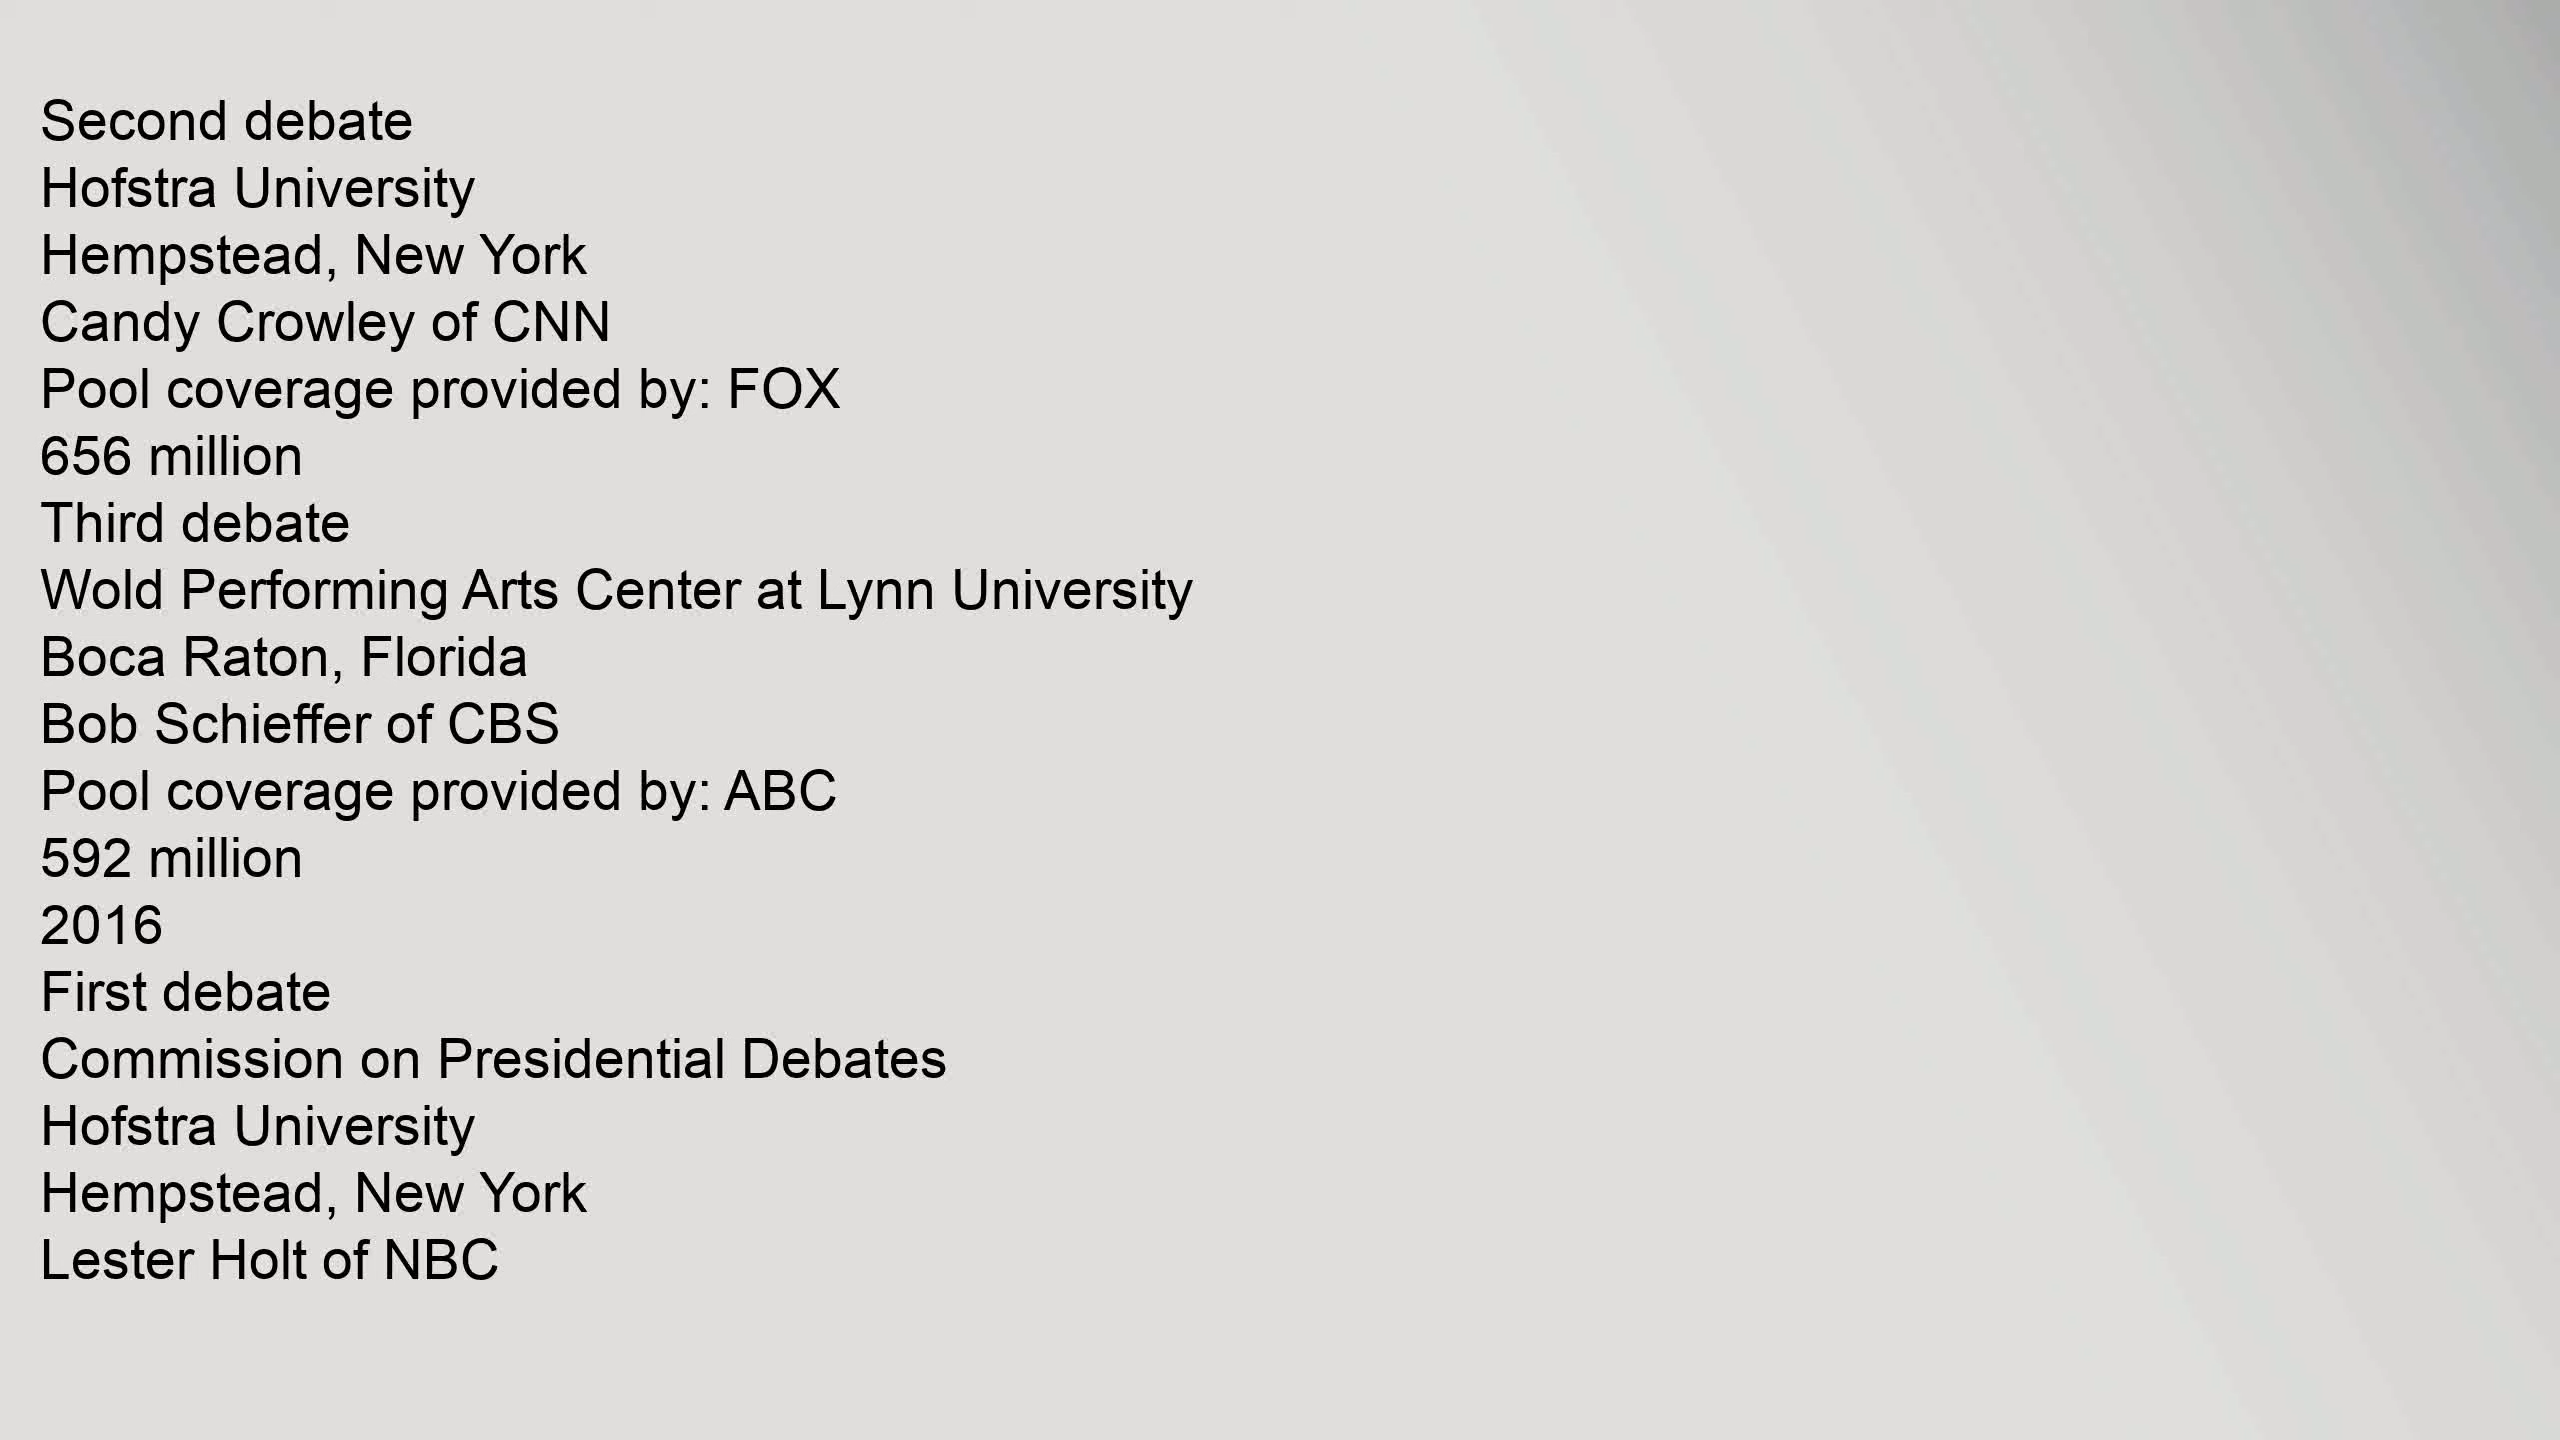 Second debate
Hofstra University
Hempstead, New York
Candy Crowley of CNN
Pool coverage provided by: FOX
656 million
Third debate
Wold Performing Arts Center at Lynn University
Boca Raton, Florida
Bob Schieffer of CBS
Pool coverage provided by: ABC
592 million
2016
First debate
Commission on Presidential Debates
Hofstra University
Hempstead, New York
Lester Holt of NBC